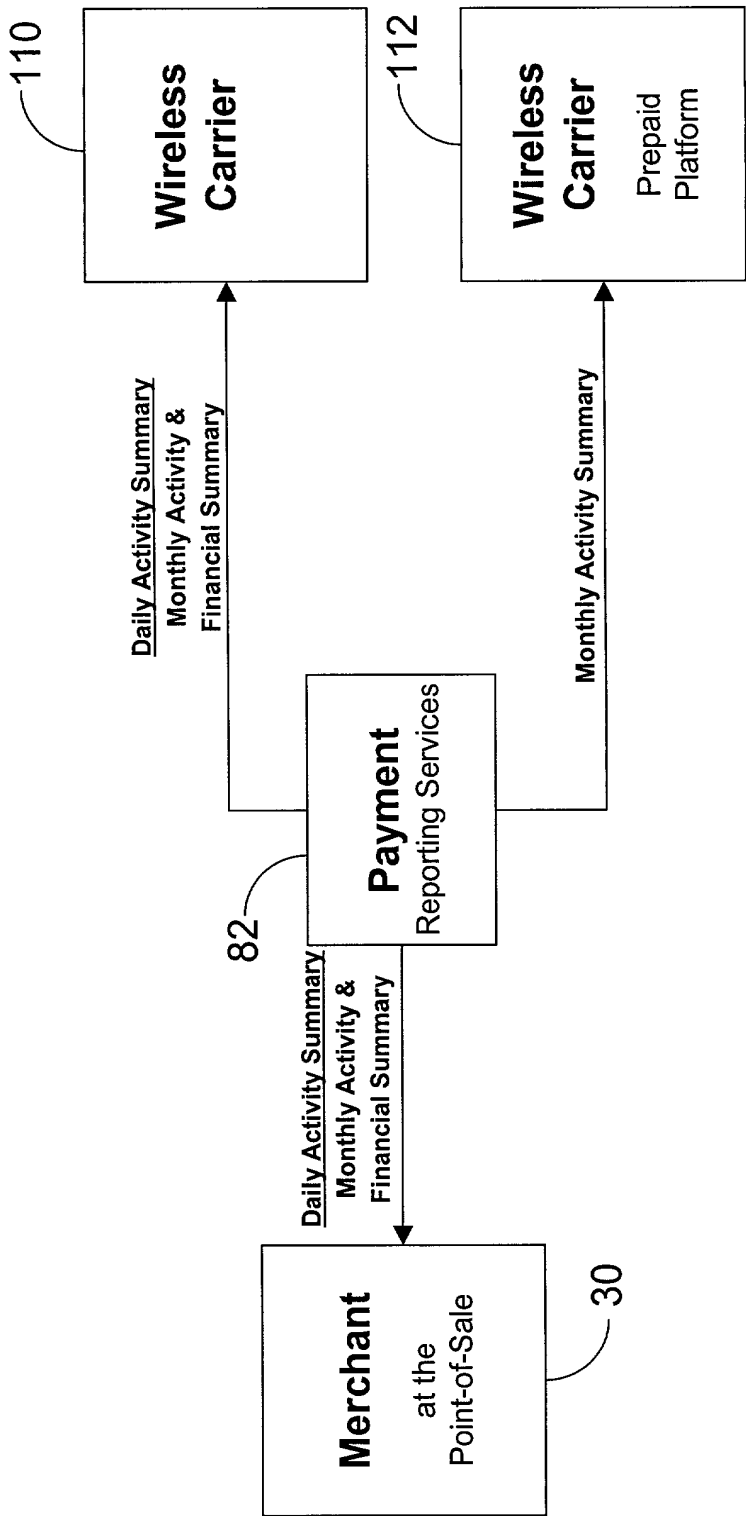 Merchant
at the
Point-of-Sale
30
Daily Activity Summary
Monthly Activity &
Financial Summary
82
Payment
Reporting Services
Daily Activity Summary
Monthly Activity &
Financial Summary
Monthly Activity Summary
110
Wireless
Carrier
112
Wireless
Carrier
Prepaid
Platform